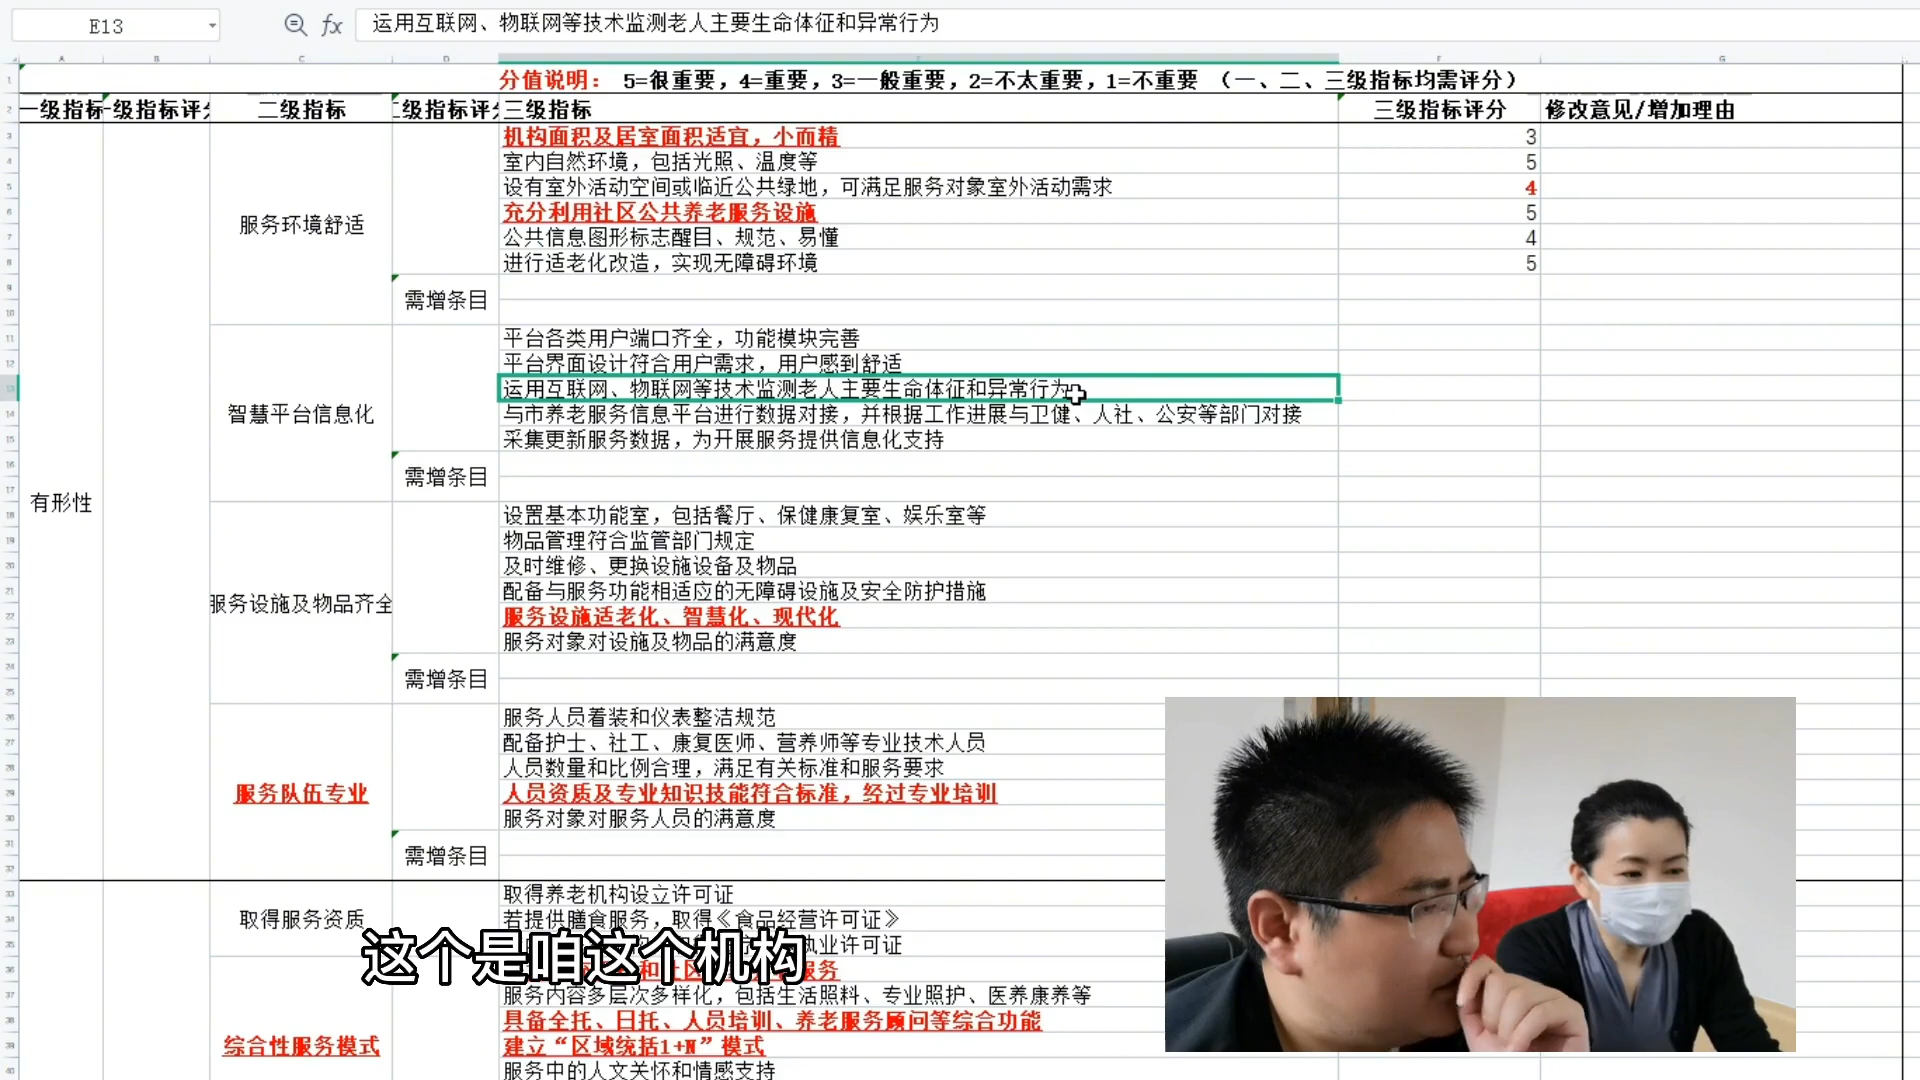 E13
fx
运用互联网、物联网等技术监测老人主要生命体征和异常行为
分值说明： 5=很重要，4=重要，3=一般重要，2=不太重要，1=不重要 （一、二、三级指标均需评分）
一级指标 二级指标 三级指标 三级指标评分 修改意见/增加理由
机构面积及居室面积适宜，小而精 3
室内自然环境，包括光照、温度等 5
设有室外活动空间或临近公共绿地，可满足服务对象室外活动需求 4
充分利用社区公共养老服务设施 5
服务环境舒适
公共信息图形标志醒目、规范、易懂 4
进行适老化改造，实现无障碍环境 5
需增条目
平台各类用户端口齐全，功能模块完善
平台界面设计符合用户需求，用户感到舒适
运用互联网、物联网等技术监测老人主要生命体征和异常行为
智慧平台信息化
与市养老服务信息平台进行数据对接，并根据工作进展与卫健、人社、公安等部门对接
采集更新服务数据，为开展服务提供信息化支持
需增条目
有形性
设置基本功能室，包括餐厅、保健康复室、娱乐室等
物品管理符合监管部门规定
及时维修、更换设施设备及物品
配备与服务功能相适应的无障碍设施及安全防护措施
服务设施及物品齐全
服务设施适老化、智慧化、现代化
服务对象对设施及物品的满意度
需增条目
服务人员着装和仪表整洁规范
配备护士、社工、康复医师、营养师等专业技术人员
人员数量和比例合理，满足有关标准和服务要求
服务队伍专业
人员资质及专业知识技能符合标准，经过专业培训
服务对象对服务人员的满意度
需增条目
取得养老机构设立许可证
取得服务资质
若提供膳食服务，取得《食品经营许可证》
执业许可证
这个是咱这个机构
服务
服务内容多层次多样化，包括生活照料、专业照护、医养康养等
具备全托、日托、人员培训、养老服务顾问等综合功能
综合性服务模式
建立“区域统括1+N”模式
服务中的人文关怀和情感支持